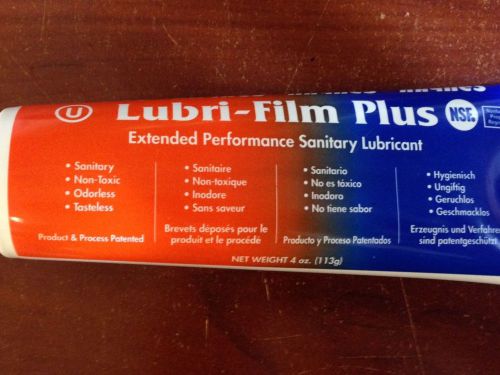 U
Lubri-Film Plus
NSF
Extended Performance Sanitary Lubricant
• Sanitary
• Non-Toxic
• Odorless
• Tasteless
Product & Process Patented
• Sanitaire
• Non-toxique
• Inodore
• Sans saveur
Brevets déposés pour le
produit et le procédé
• Sanitario
• No es tóxico
• Inodoro
• No tiene sabor
Producto y Proceso Patentados
• Hygienisch
• Ungiftig
• Geruchlos
• Geschmacklos
Erzeugnis und Verfahre
sind patentgeschützt
NET WEIGHT 4 oz. (113g)